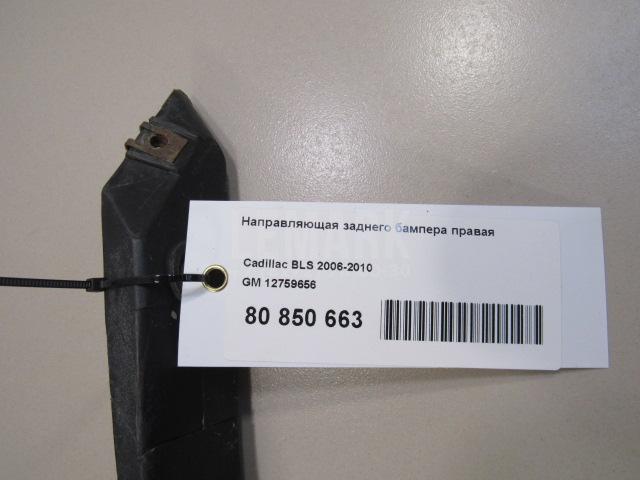 Направляющая заднего бампера правая
Cadillac BLS 2006-2010
GM 12759656
80 850 663